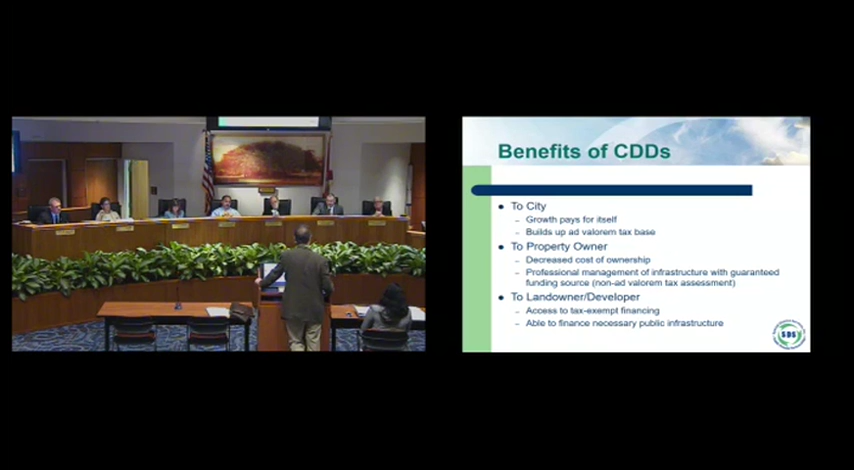 Benefits of CDDs
To City
– Growth pays for itself
– Builds up ad valorem tax base
To Property Owner
– Decreased cost of ownership
– Professional management of infrastructure with guaranteed
funding source (non-ad valorem tax assessment)
To Landowner/Developer
– Access to tax-exempt financing
– Able to finance necessary public infrastructure
SDS